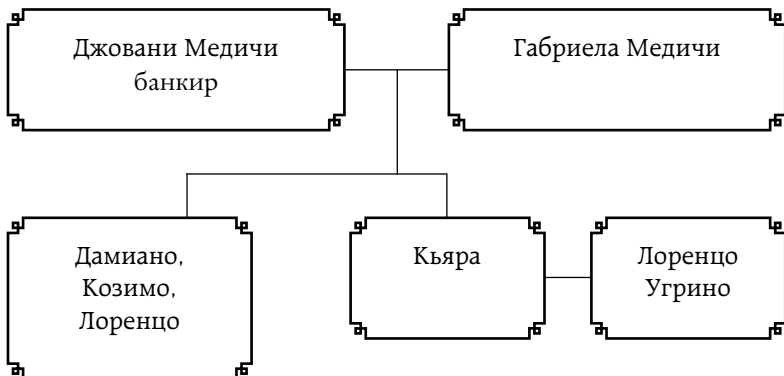 Джовани Медичи
банкир
Габриела Медичи
Дамиано,
Козимо,
Лоренцо
Кьяра
Лоренцо
Угрино